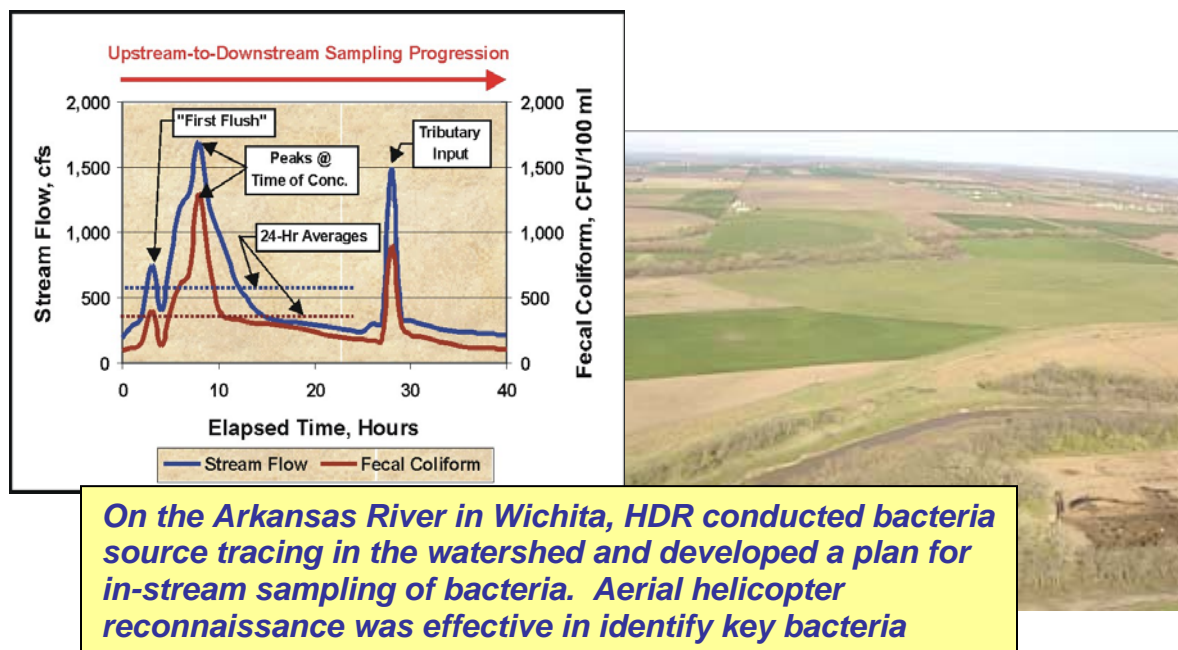 Upstream-to-Downstream Sampling Progression
2,000
1,500
1,000
500
0
Stream Flow, cfs
"First Flush"
Peaks @
Time of Conc.
24-Hr Averages
Tributary
Input
2,000
1,500
1,000
500
0
Fecal Coliform, CFU/100 ml
0
10
20
30
40
Elapsed Time, Hours
Stream Flow
Fecal Coliform
On the Arkansas River in Wichita, HDR conducted bacteria
source tracing in the watershed and developed a plan for
in-stream sampling of bacteria. Aerial helicopter
reconnaissance was effective in identify key bacteria